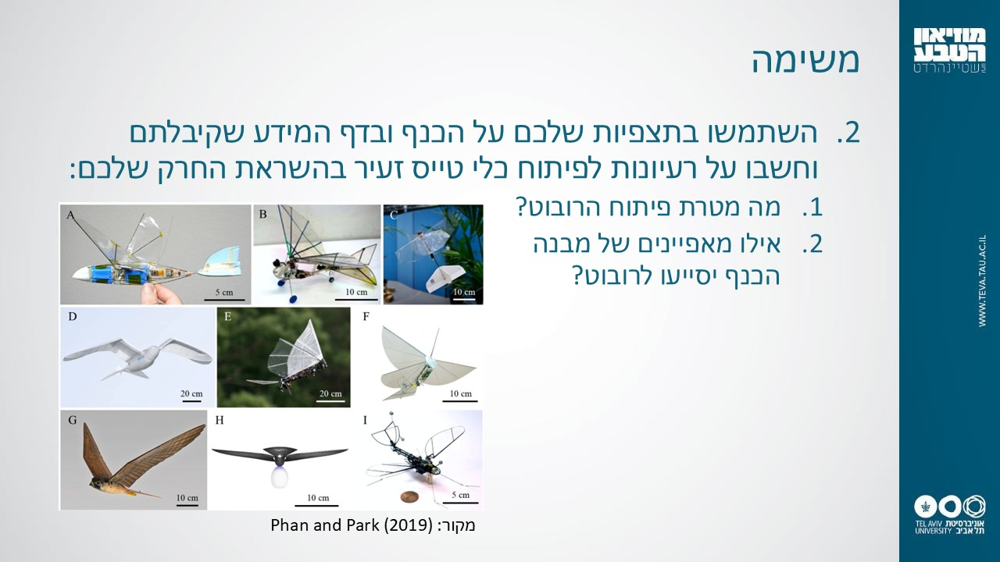 משימה
2. השתמשו בתצפיות שלכם על הכנף ובדף המידע שקיבלתם
וחשבו על רעיונות לפיתוח כלי טייס זעיר בהשראת החרק שלכם:
1. מה מטרת פיתוח הרובוט?
2. אילו מאפיינים של מבנה
הכנף יסייעו לרובוט?
A
5 cm
B
10 cm
C
10 cm
D
20 cm
E
20 cm
F
10 cm
G
10 cm
H
10 cm
I
5 cm
מקור: Phan and Park (2019)
מוזיאון
הטבע
שטיינהרדט
WWW.TEVA.TAU.AC.IL
אוניברסיטת
תל אביב
TEL AVIV
UNIVERSITY